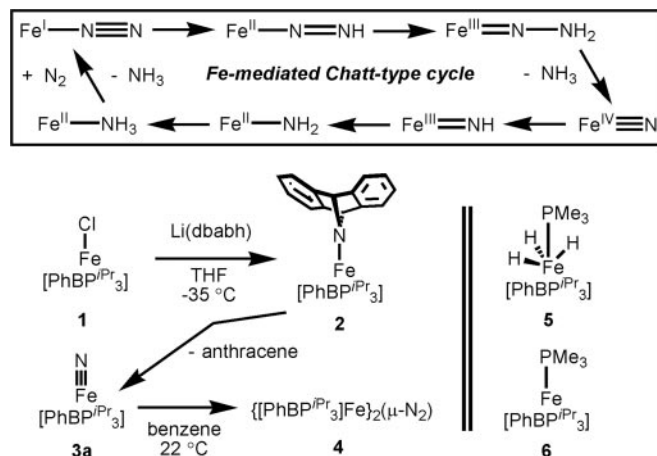 Fe^I—N≡N → Fe^II—N=NH → Fe^III=N—NH₂
+ N₂ - NH₃ Fe-mediated Chatt-type cycle - NH₃
Fe^II—NH₃ ← Fe^II—NH₂ ← Fe^III=NH ← Fe^IV≡N
Cl
Fe
[PhBP^iPr₃]
1
Li(dbabh)
THF
-35 °C
N
Fe
[PhBP^iPr₃]
2
PMe₃
H H H
Fe
[PhBP^iPr₃]
5
- anthracene
N
Fe
[PhBP^iPr₃]
3a
benzene
22 °C
{[PhBP^iPr₃]Fe}₂(μ-N₂)
4
PMe₃
Fe
[PhBP^iPr₃]
6